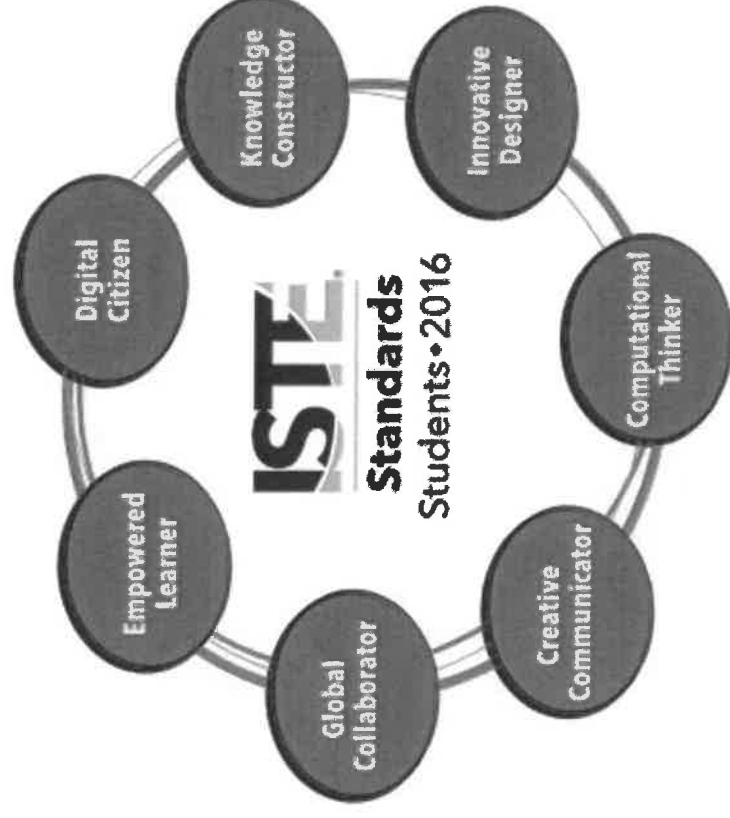 Empowered
Learner
Digital
Citizen
Knowledge
Constructor
Innovative
Designer
Computational
Thinker
Creative
Communicator
Global
Collaborator
ISTE
Standards
Students•2016